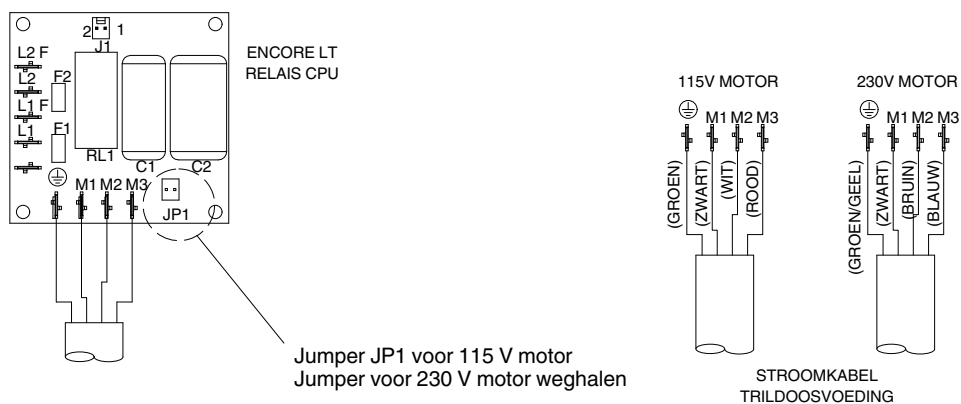 2 1
J1
L2 F
L2
F2
L1 F
L1
F1
RL1
C1
C2
M1 M2 M3
JP1
ENCORE LT
RELAIS CPU
Jumper JP1 voor 115 V motor
Jumper voor 230 V motor weghalen
115V MOTOR
M1 M2 M3
(GROEN)
(ZWART)
(WIT)
(ROOD)
230V MOTOR
M1 M2 M3
(GROEN/GEEL)
(ZWART)
(BRUIN)
(BLAUW)
STROOMKABEL
TRILDOOSVOEDING